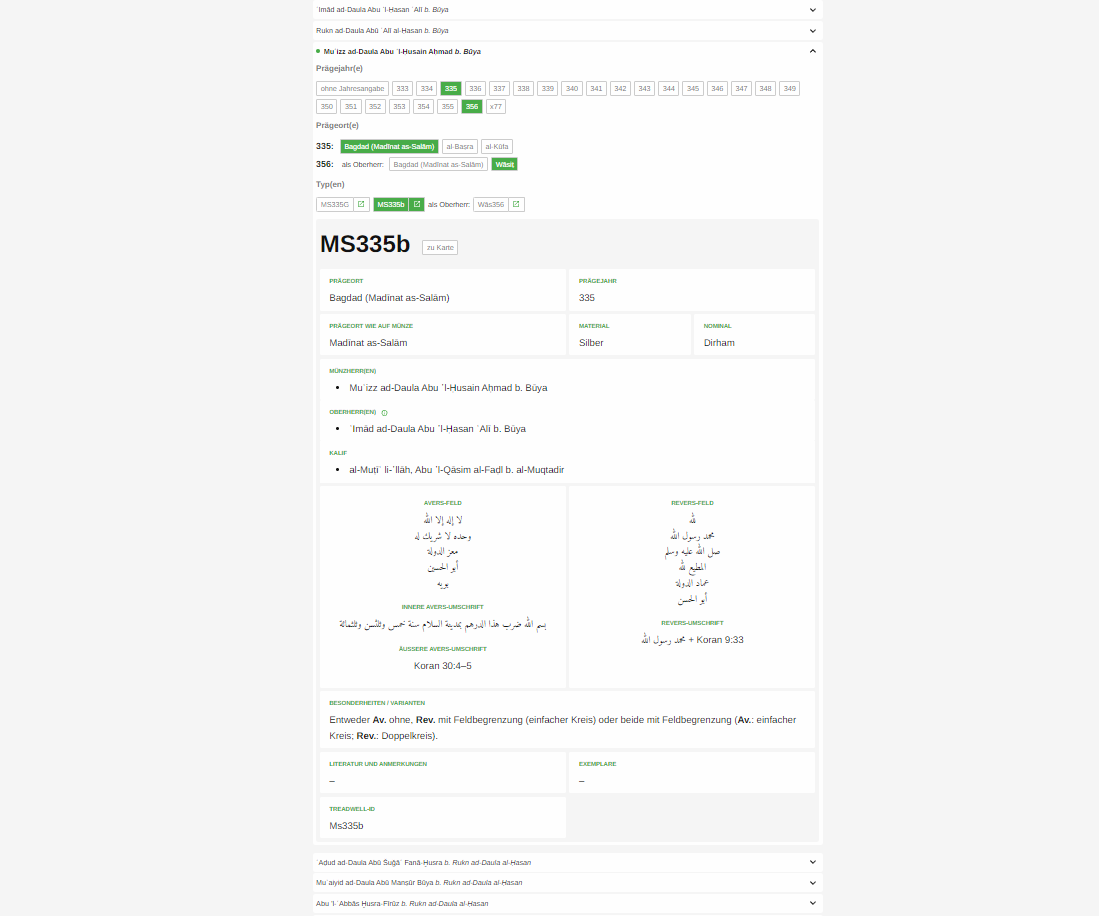 ʿImād ad-Daula Abu ʾl-Ḥasan ʿAlī b. Būya
Rukn ad-Daula Abū ʿAlī al-Ḥasan b. Būya
Muʿizz ad-Daula Abu ʾl-Ḥusain Aḥmad b. Būya
Prägejahr(e)
ohne Jahresangabe 333 334 335 336 337 338 339 340 341 342 343 344 345 346 347 348 349
350 351 352 353 354 355 356 x77
Prägeort(e)
335: Bagdad (Madīnat as-Salām) al-Baṣra al-Kūfa
356: als Oberherr: Bagdad (Madīnat as-Salām) Wāsiṭ
Typ(en)
MS335G MS335b als Oberherr: Wās356
MS335b zu Karte
PRÄGEORT
Bagdad (Madīnat as-Salām)
PRÄGEJAHR
335
PRÄGEORT WIE AUF MÜNZE
Madīnat as-Salām
MATERIAL
Silber
NOMINAL
Dirham
MÜNZHERR(EN)
• Muʿizz ad-Daula Abu ʾl-Ḥusain Aḥmad b. Būya
OBERHERR(EN)
• ʿImād ad-Daula Abu ʾl-Ḥasan ʿAlī b. Būya
KALIF
• al-Muṭīʿ li-ʾllāh, Abu ʾl-Qāsim al-Faḍl b. al-Muqtadir
AVERS-FELD
لا إله إلا الله
وحده لا شريك له
معز الدولة
أبو الحسين
بويه
INNERE AVERS-UMSCHRIFT
بسم الله ضرب هذا الدرهم بمدينة السلام سنة خمس وثلثين وثلثمائة
ÄUSSERE AVERS-UMSCHRIFT
Koran 30:4–5
REVERS-FELD
لله
محمد رسول الله
صل الله عليه وسلم
المطيع لله
عماد الدولة
أبو الحسن
REVERS-UMSCHRIFT
محمد رسول الله + Koran 9:33
BESONDERHEITEN / VARIANTEN
Entweder Av. ohne, Rev. mit Feldbegrenzung (einfacher Kreis) oder beide mit Feldbegrenzung (Av.: einfacher
Kreis; Rev.: Doppelkreis).
LITERATUR UND ANMERKUNGEN
–
EXEMPLARE
–
TREADWELL-ID
Ms335b
ʿAḍud ad-Daula Abū Šuǧāʿ Fanā-Ḫusra b. Rukn ad-Daula al-Ḥasan
Muʾaiyid ad-Daula Abū Manṣūr Būya b. Rukn ad-Daula al-Ḥasan
Abu ʾl-ʿAbbās Ḫusra-Fīrūz b. Rukn ad-Daula al-Ḥasan